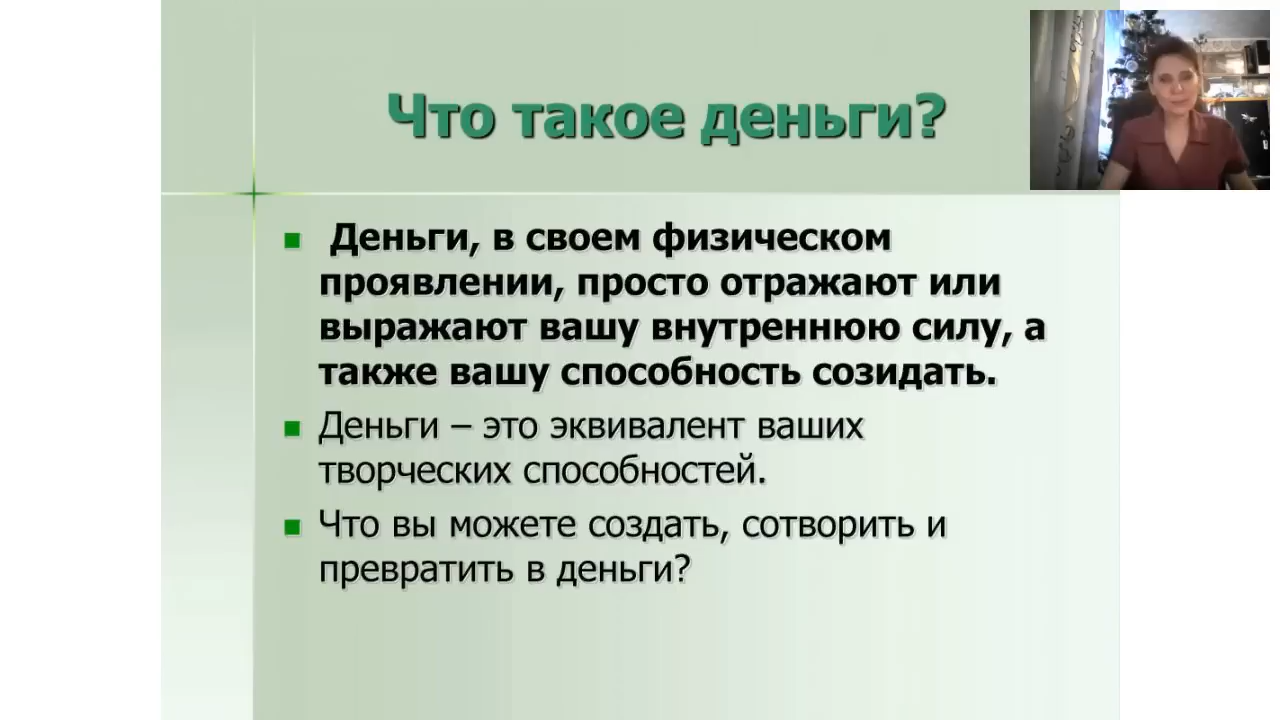 Что такое деньги?
Деньги, в своем физическом
проявлении, просто отражают или
выражают вашу внутреннюю силу, а
также вашу способность созидать.
Деньги – это эквивалент ваших
творческих способностей.
Что вы можете создать, сотворить и
превратить в деньги?